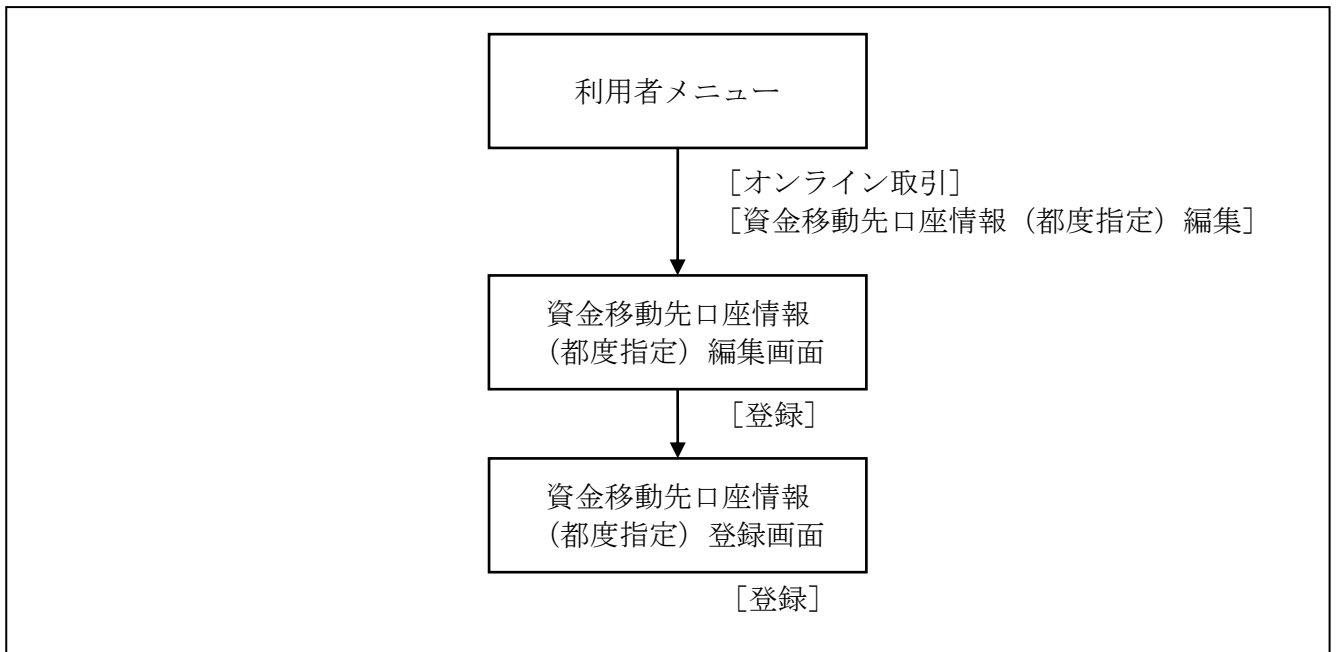 利用者メニュー
［オンライン取引］
［資金移動先口座情報（都度指定）編集］
資金移動先口座情報
（都度指定）編集画面
［登録］
資金移動先口座情報
（都度指定）登録画面
［登録］